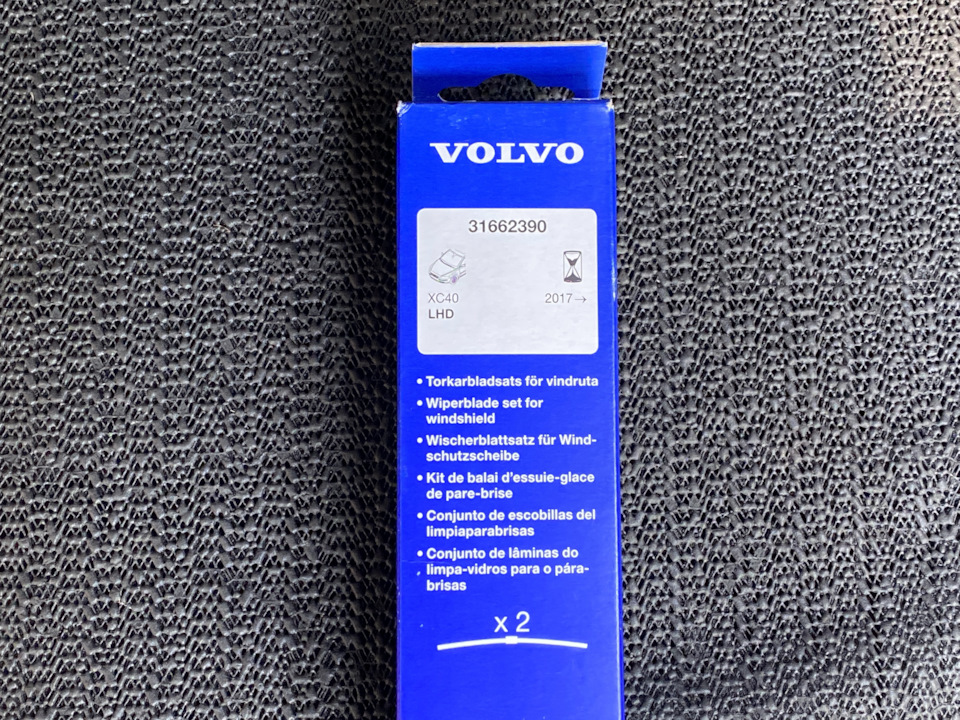 VOLVO
31662390
XC40
2017→
LHD
• Torkarbladsats för vindruta
• Wiperblade set for
windshield
• Wischerblattsatz für Wind-
schutzscheibe
• Kit de balai d'essuie-glace
de pare-brise
• Conjunto de escobillas del
limpiaparabrisas
• Conjunto de lâminas do
limpa-vidros para o pára-
brisas
x 2